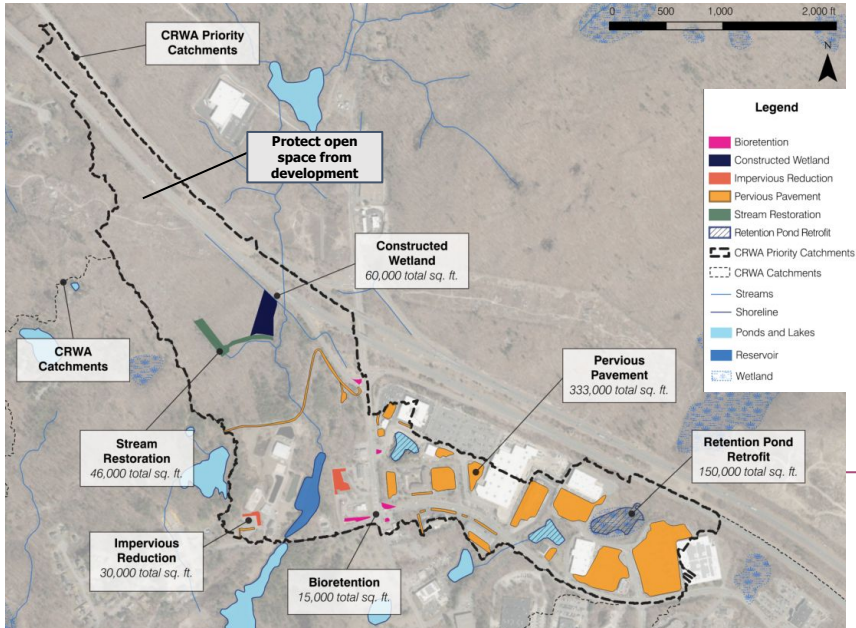 0 500 1,000 2,000 ft
N
CRWA Priority
Catchments
Protect open
space from
development
Constructed
Wetland
60,000 total sq. ft.
CRWA
Catchments
Stream
Restoration
46,000 total sq. ft.
Impervious
Reduction
30,000 total sq. ft.
Bioretention
15,000 total sq. ft.
Pervious
Pavement
333,000 total sq. ft.
Retention Pond
Retrofit
150,000 total sq. ft.
Legend
Bioretention
Constructed Wetland
Impervious Reduction
Pervious Pavement
Stream Restoration
Retention Pond Retrofit
CRWA Priority Catchments
CRWA Catchments
Streams
Shoreline
Ponds and Lakes
Reservoir
Wetland